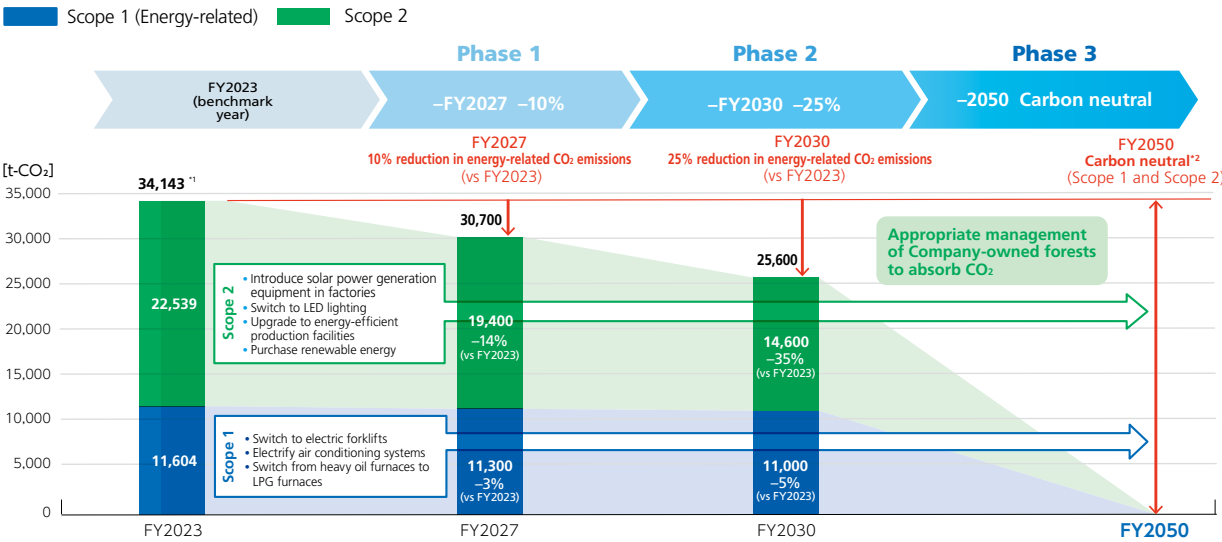 Scope 1 (Energy-related)
Scope 2
Phase 1
Phase 2
Phase 3
FY2023
(benchmark
year)
–FY2027 –10%
–FY2030 –25%
–2050 Carbon neutral
FY2027
10% reduction in energy-related CO₂ emissions
(vs FY2023)
FY2030
25% reduction in energy-related CO₂ emissions
(vs FY2023)
FY2050
Carbon neutral*2
(Scope 1 and Scope 2)
[t-CO₂]
35,000
30,000
25,000
20,000
15,000
10,000
5,000
0
34,143 *1
22,539
11,604
Scope 2
• Introduce solar power generation
equipment in factories
• Switch to LED lighting
• Upgrade to energy-efficient
production facilities
• Purchase renewable energy
Scope 1
• Switch to electric forklifts
• Electrify air conditioning systems
• Switch from heavy oil furnaces to
LPG furnaces
30,700
19,400
–14%
(vs FY2023)
11,300
–3%
(vs FY2023)
25,600
14,600
–35%
(vs FY2023)
11,000
–5%
(vs FY2023)
Appropriate management
of Company-owned forests
to absorb CO₂
FY2023
FY2027
FY2030
FY2050